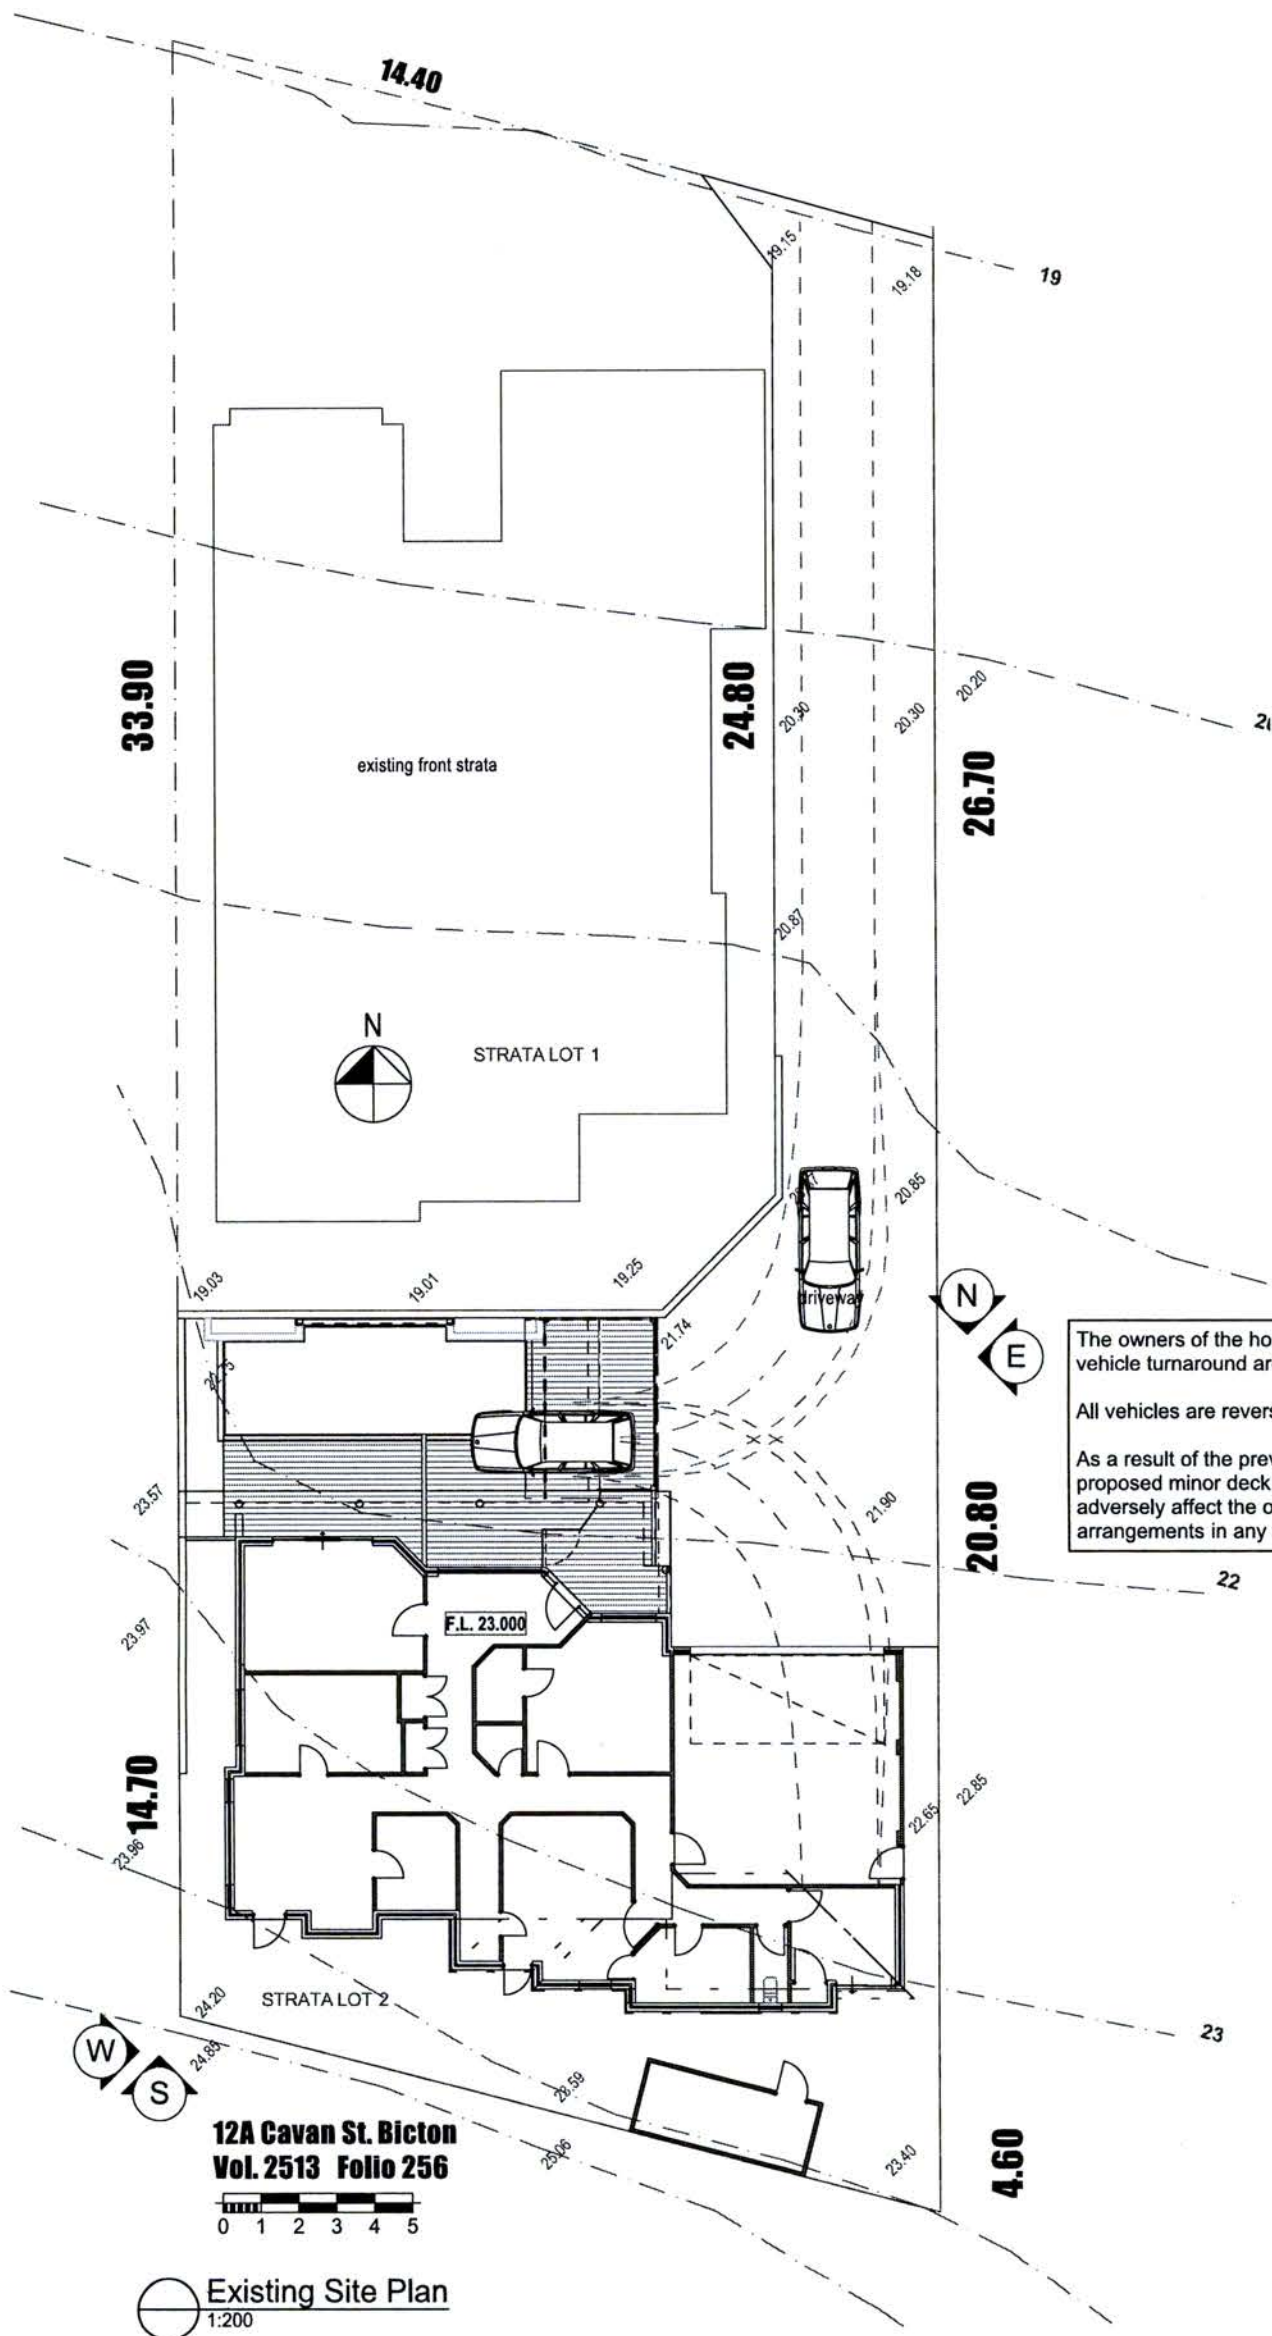 14.40
19.15
19.18
19
33.90
24.80
20.30
20.30
20.20
26.70
existing front strata
20.87
N
STRATA LOT 1
20.85
19.03
19.01
19.25
driveway
N
E
21.74
22.75
The owners of the
vehicle turnaround
All vehicles are
As a result of the
proposed minor deck
adversely affect the
arrangements in any
23.57
21.90
20.80
22
23.97
F.L. 23.000
14.70
22.85
22.65
23.96
24.20
STRATA LOT 2
W
24.85
S
23
28.59
12A Cavan St. Bicton
Vol. 2513 Folio 256
25.06
23.40
4.60
0 1 2 3 4 5
Existing Site Plan
1:200